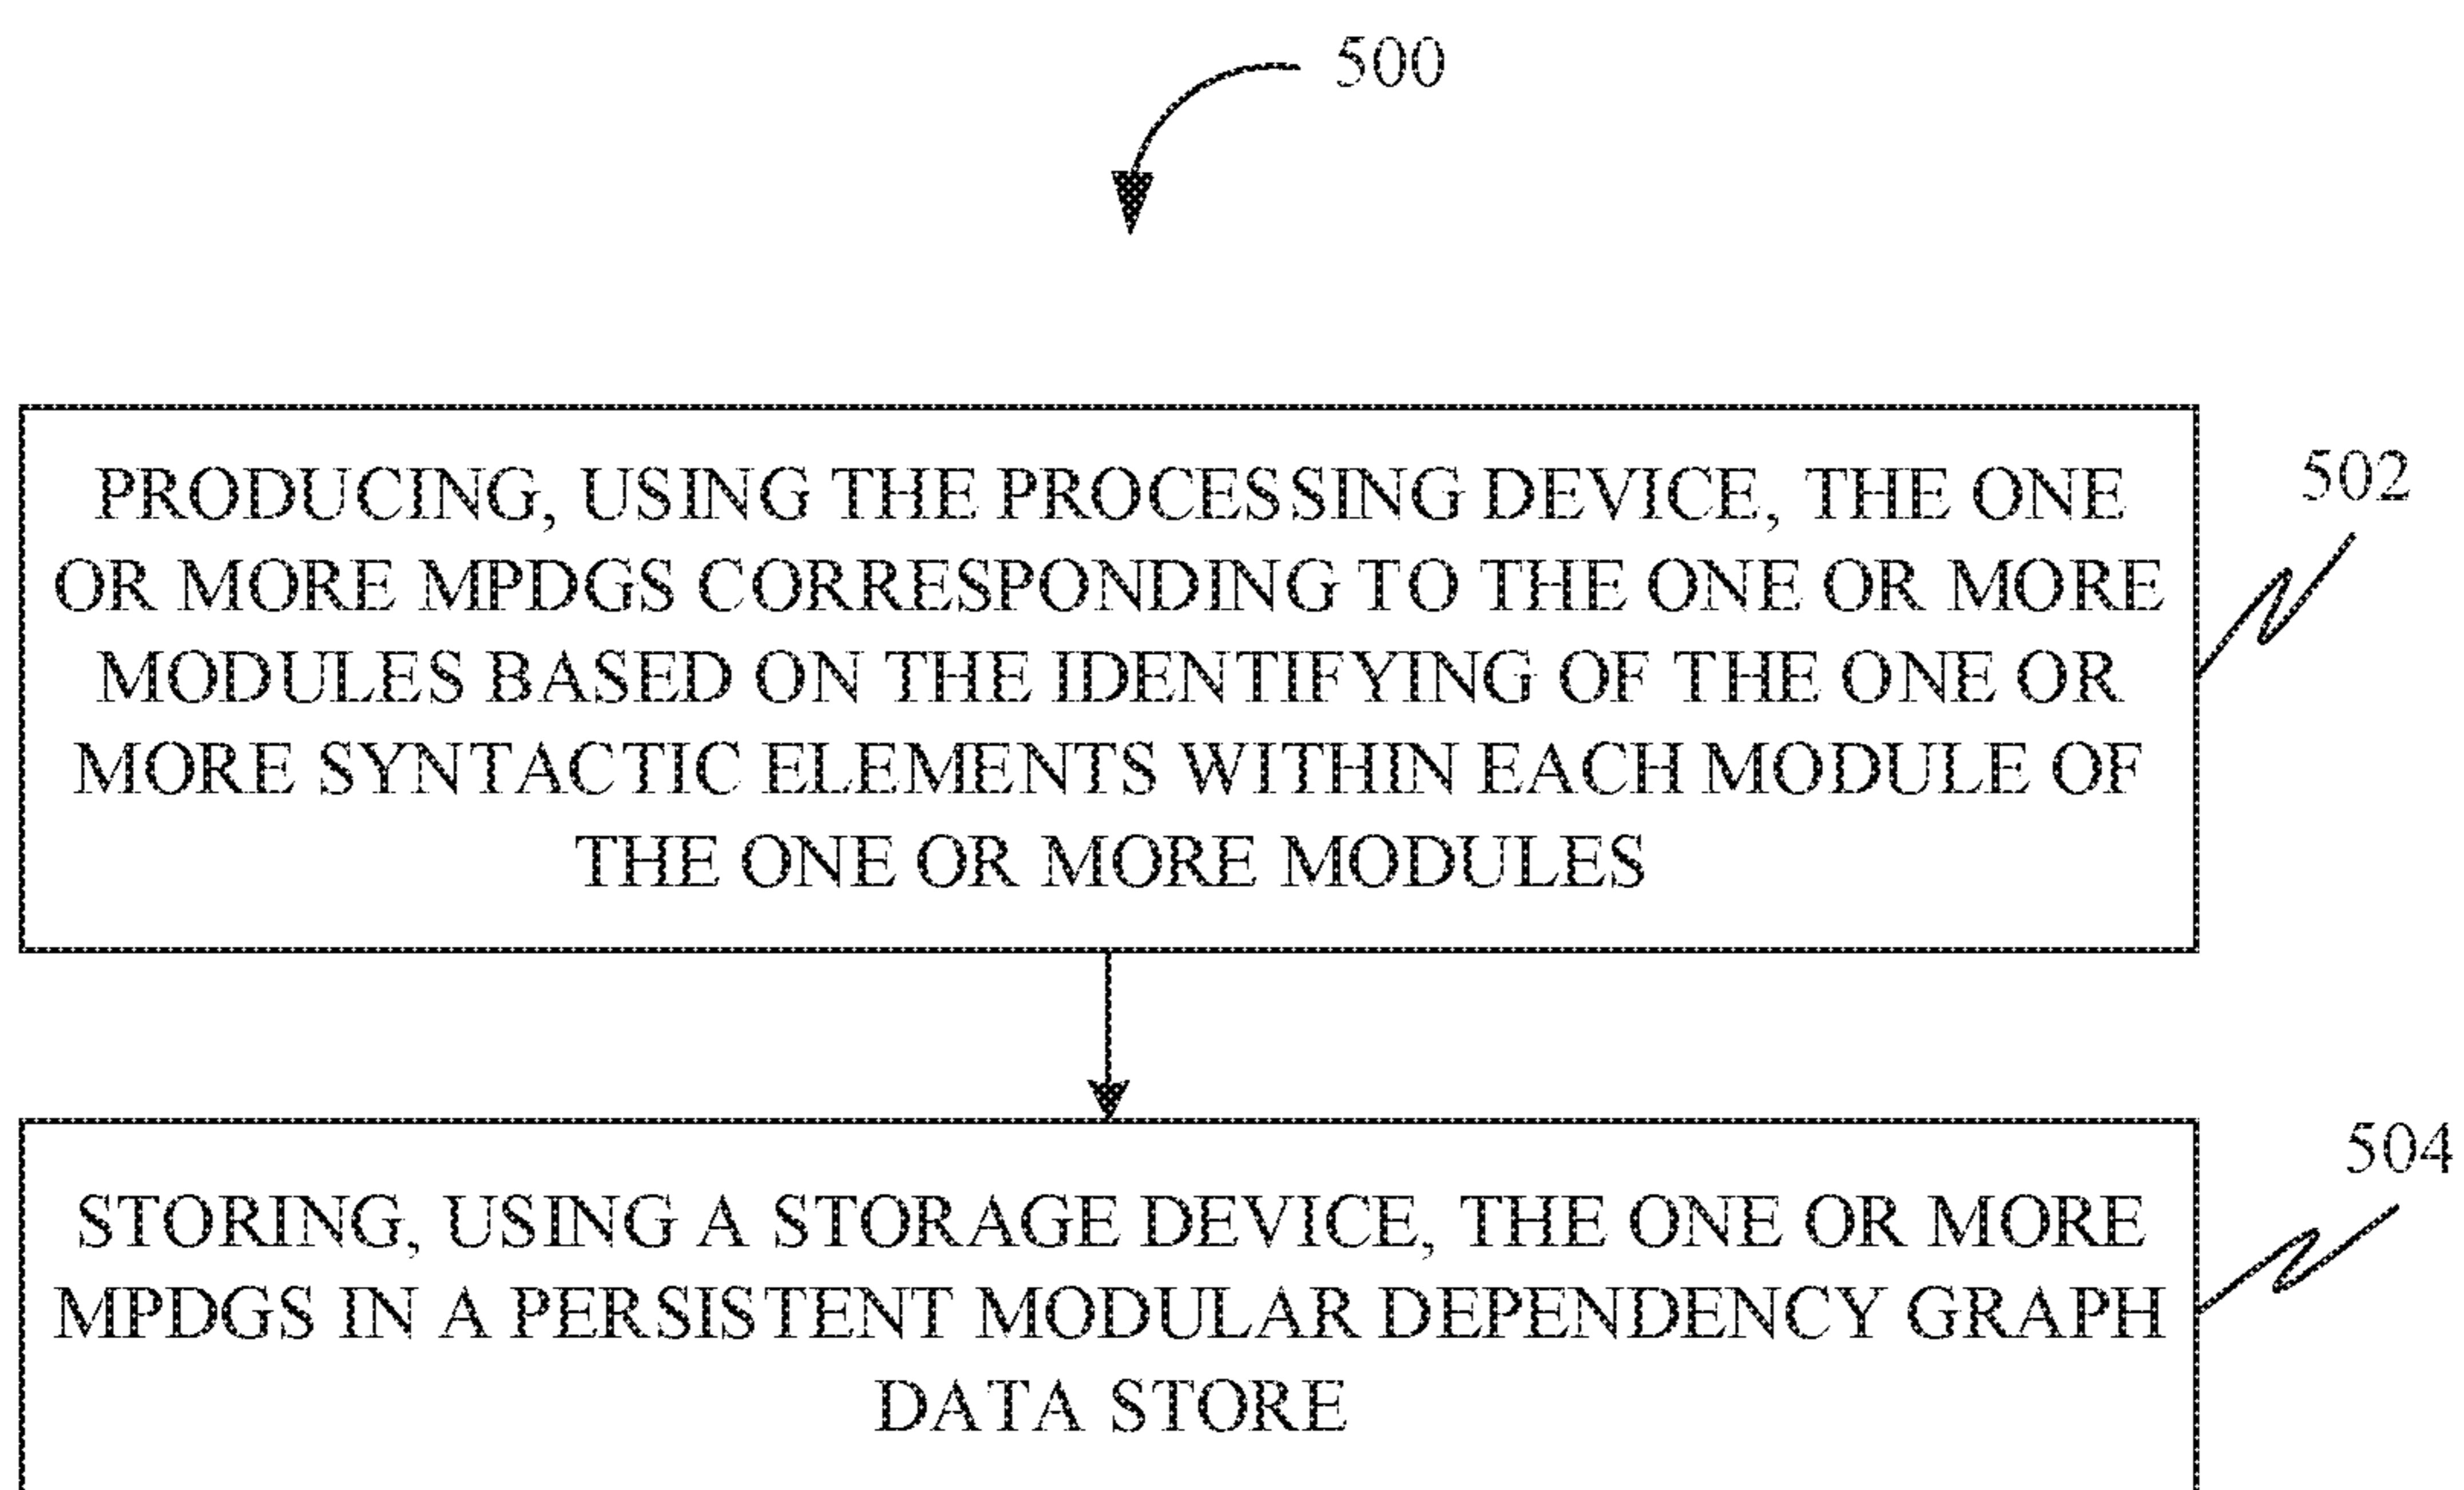 500
PRODUCING, USING THE PROCESSING DEVICE, THE ONE
OR MORE MPDGS CORRESPONDING TO THE ONE OR MORE
MODULES BASED ON THE IDENTIFYING OF THE ONE OR
MORE SYNTACTIC ELEMENTS WITHIN EACH MODULE OF
THE ONE OR MORE MODULES
502
STORING, USING A STORAGE DEVICE, THE ONE OR MORE
MPDGS IN A PERSISTENT MODULAR DEPENDENCY GRAPH
DATA STORE
504